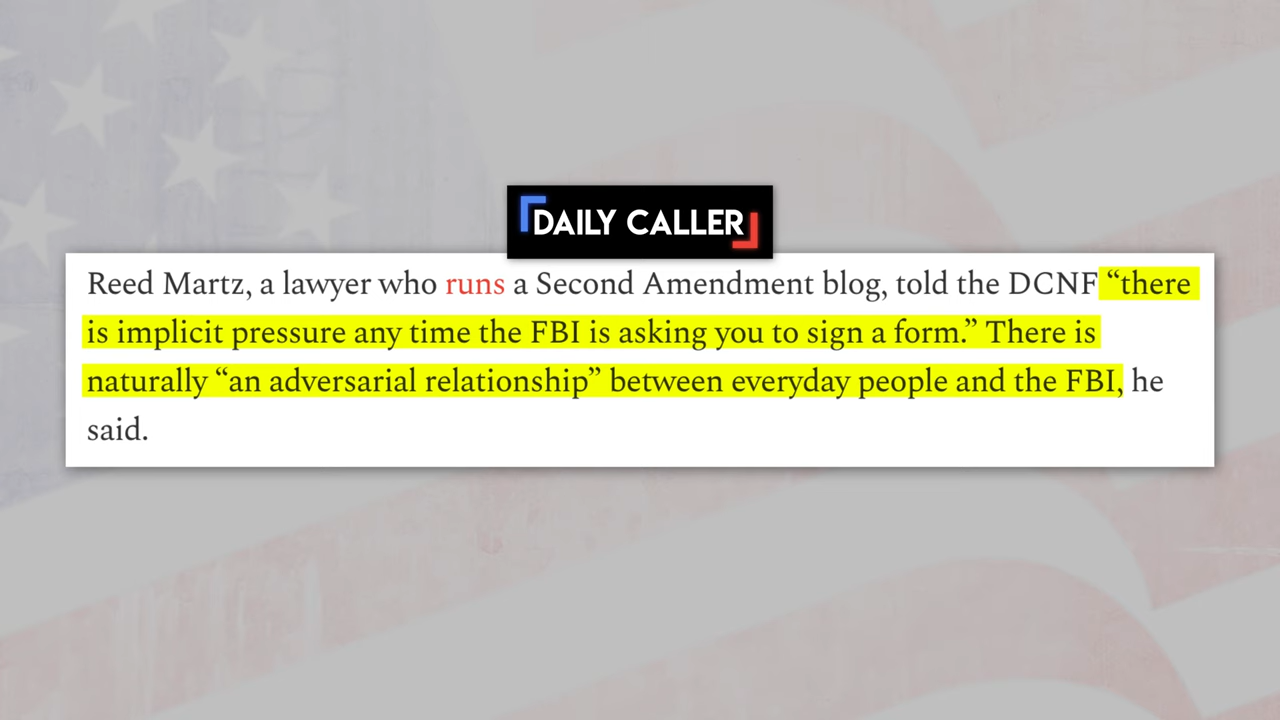 DAILY CALLER
Reed Martz, a lawyer who runs a Second Amendment blog, told the DCNF “there
is implicit pressure any time the FBI is asking you to sign a form.” There is
naturally “an adversarial relationship” between everyday people and the FBI, he
said.